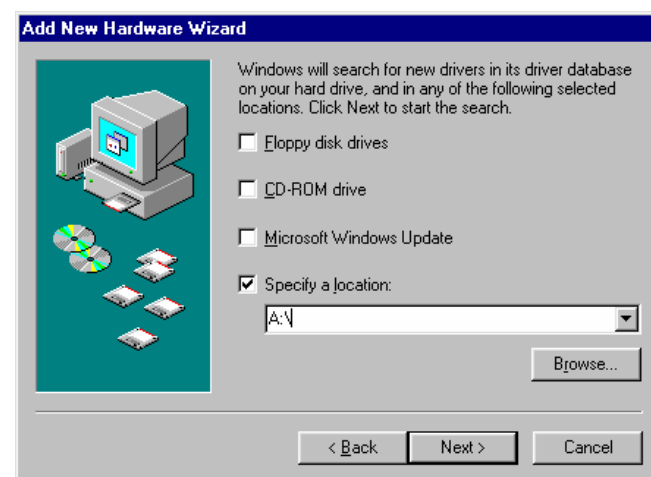 Add New Hardware Wizard
Windows will search for new drivers in its driver database
on your hard drive, and in any of the following selected
locations. Click Next to start the search.
Floppy disk drives
CD-ROM drive
Microsoft Windows Update
Specify a location:
A:\
Browse...
< Back
Next >
Cancel